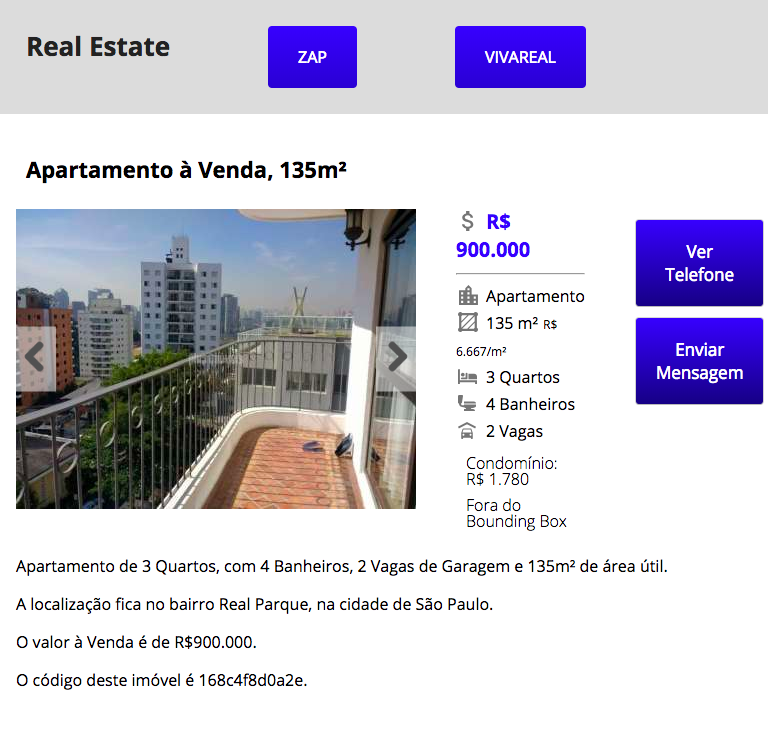 Real Estate
ZAP
VIVAREAL
Apartamento à Venda, 135m²
R$
900.000
Apartamento
135 m² R$
6.667/m²
3 Quartos
4 Banheiros
2 Vagas
Condomínio:
R$ 1.780
Fora do
Bounding Box
Ver
Telefone
Enviar
Mensagem
Apartamento de 3 Quartos, com 4 Banheiros, 2 Vagas de Garagem e 135m² de área útil.
A localização fica no bairro Real Parque, na cidade de São Paulo.
O valor à Venda é de R$900.000.
O código deste imóvel é 168c4f8d0a2e.